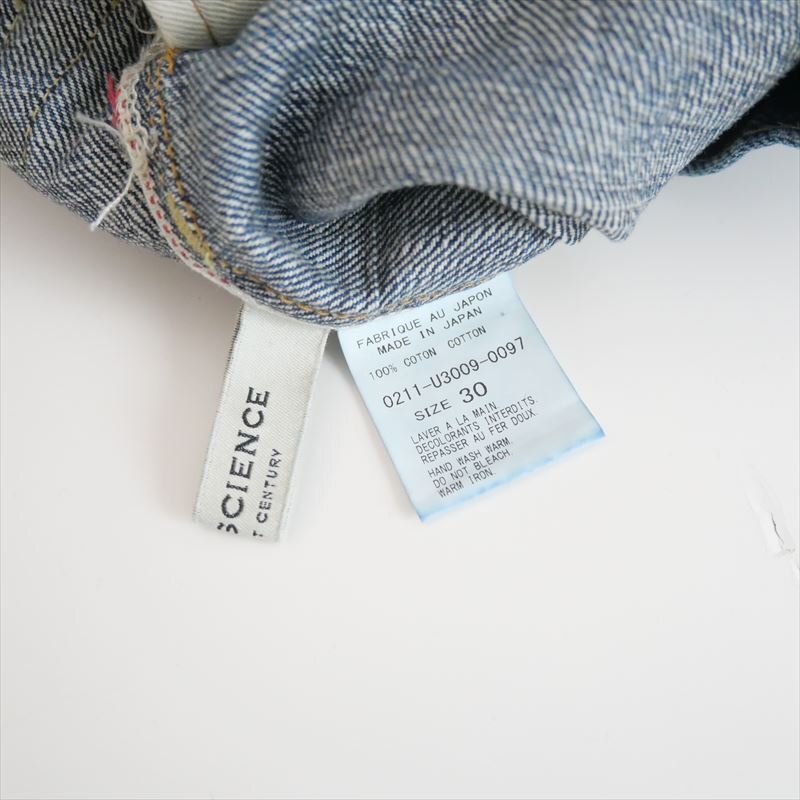 SCIENCE
T CENTURY
FABRIQUE AU JAPON
MADE IN JAPAN
100% COTON COTTON
0211-U3009-0097
SIZE 30
LAVER A LA MAIN
DECOLORANTS INTERDITS.
REPASSER AU FER DOUX.
HAND WASH WARM.
DO NOT BLEACH.
WARM IRON.